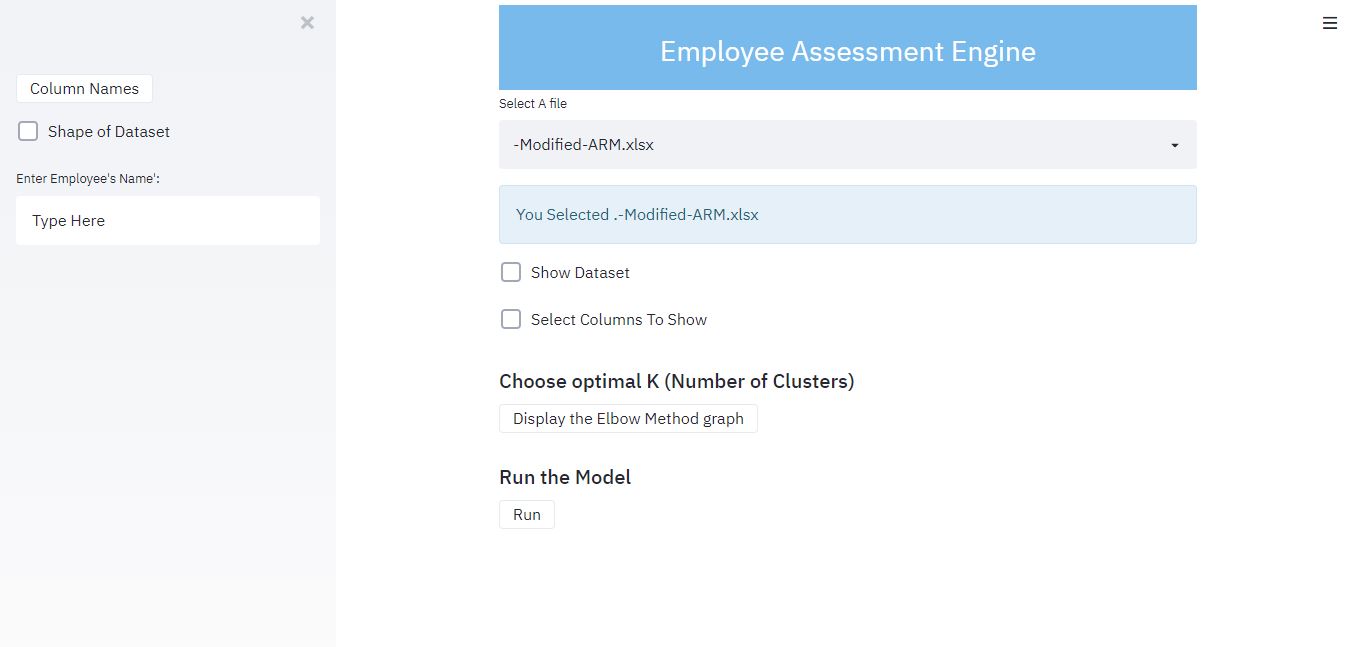 Column Names
Shape of Dataset
Enter Employee's Name':
Type Here
Employee Assessment Engine
Select A file
-Modified-ARM.xlsx
You Selected .-Modified-ARM.xlsx
Show Dataset
Select Columns To Show
Choose optimal K (Number of Clusters)
Display the Elbow Method graph
Run the Model
Run